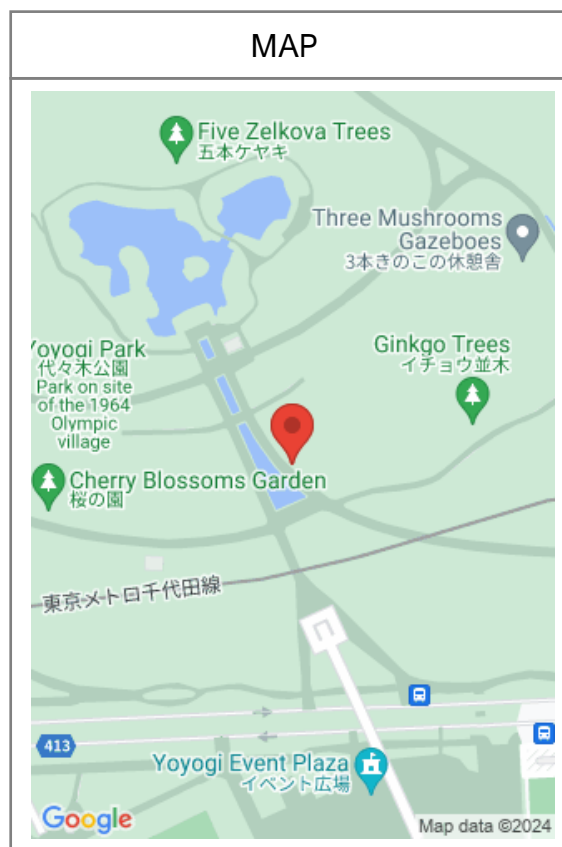 MAP
Five Zelkova Trees
五本ケヤキ
Three Mushrooms
Gazeboes
3本きのこの休憩舎
Yoyogi Park
代々木公園
Park on site
of the 1964
Olympic
village
Ginkgo Trees
イチョウ並木
Cherry Blossoms Garden
桜の園
東京メトロ千代田線
413
Yoyogi Event Plaza
イベント広場
Google
Map data ©2024